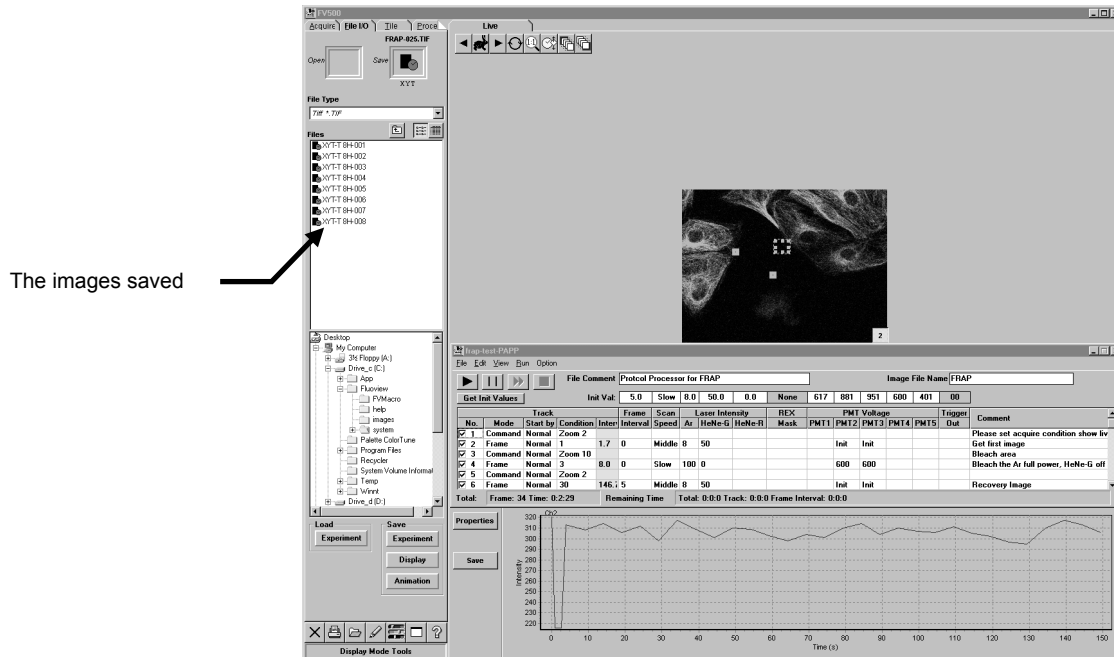 FV500
Acquire File I/O Tile Proce
Live
FRAP-025.TIF
Open Save
XYT
File Type
Tiff *.TIF
Files
XYT-T 8H-001
XYT-T 8H-002
XYT-T 8H-003
XYT-T 8H-004
XYT-T 8H-005
XYT-T 8H-006
XYT-T 8H-007
XYT-T 8H-008
The images saved
2
Desktop
My Computer
3½ Floppy (A:)
Drive_c (C:)
App
Fluoview
FVMacro
help
images
system
Palette ColorTune
Program Files
Recycler
System Volume Informat
Temp
Winnt
Drive_d (D:)
Load Save
Experiment Experiment
Display
Animation
Display Mode Tools
frap-test-PAPP
File Edit View Run Option
File Comment Protcol Processor for FRAP Image File Name FRAP
Get Init Values Init Val: 5.0 Slow 8.0 50.0 0.0 None 617 881 951 600 401 00
Track Frame Scan Laser Intensity REX PMT Voltage Trigger Comment
No. Mode Start by Condition Interv Interval Speed Ar HeNe-G HeNe-R Mask PMT1 PMT2 PMT3 PMT4 PMT5 Out
1 Command Normal Zoom 2 Please set acquire condition show liv
2 Frame Normal 1 1.7 0 Middle 8 50 Init Init Get first image
3 Command Normal Zoom 10 Bleach area
4 Frame Normal 3 8.0 0 Slow 100 0 600 600 Bleach the Ar full power, HeNe-G off
5 Command Normal Zoom 2
6 Frame Normal 30 146.7 5 Middle 8 50 Init Init Recovery Image
Total: Frame: 34 Time: 0:2:29 Remaining Time Total: 0:0:0 Track: 0:0:0 Frame Interval: 0:0:0
Properties
Save
Ch2
320
310
300
290
280
270
260
250
240
230
220
Intensity
0 10 20 30 40 50 60 70 80 90 100 110 120 130 140 150
Time (s)